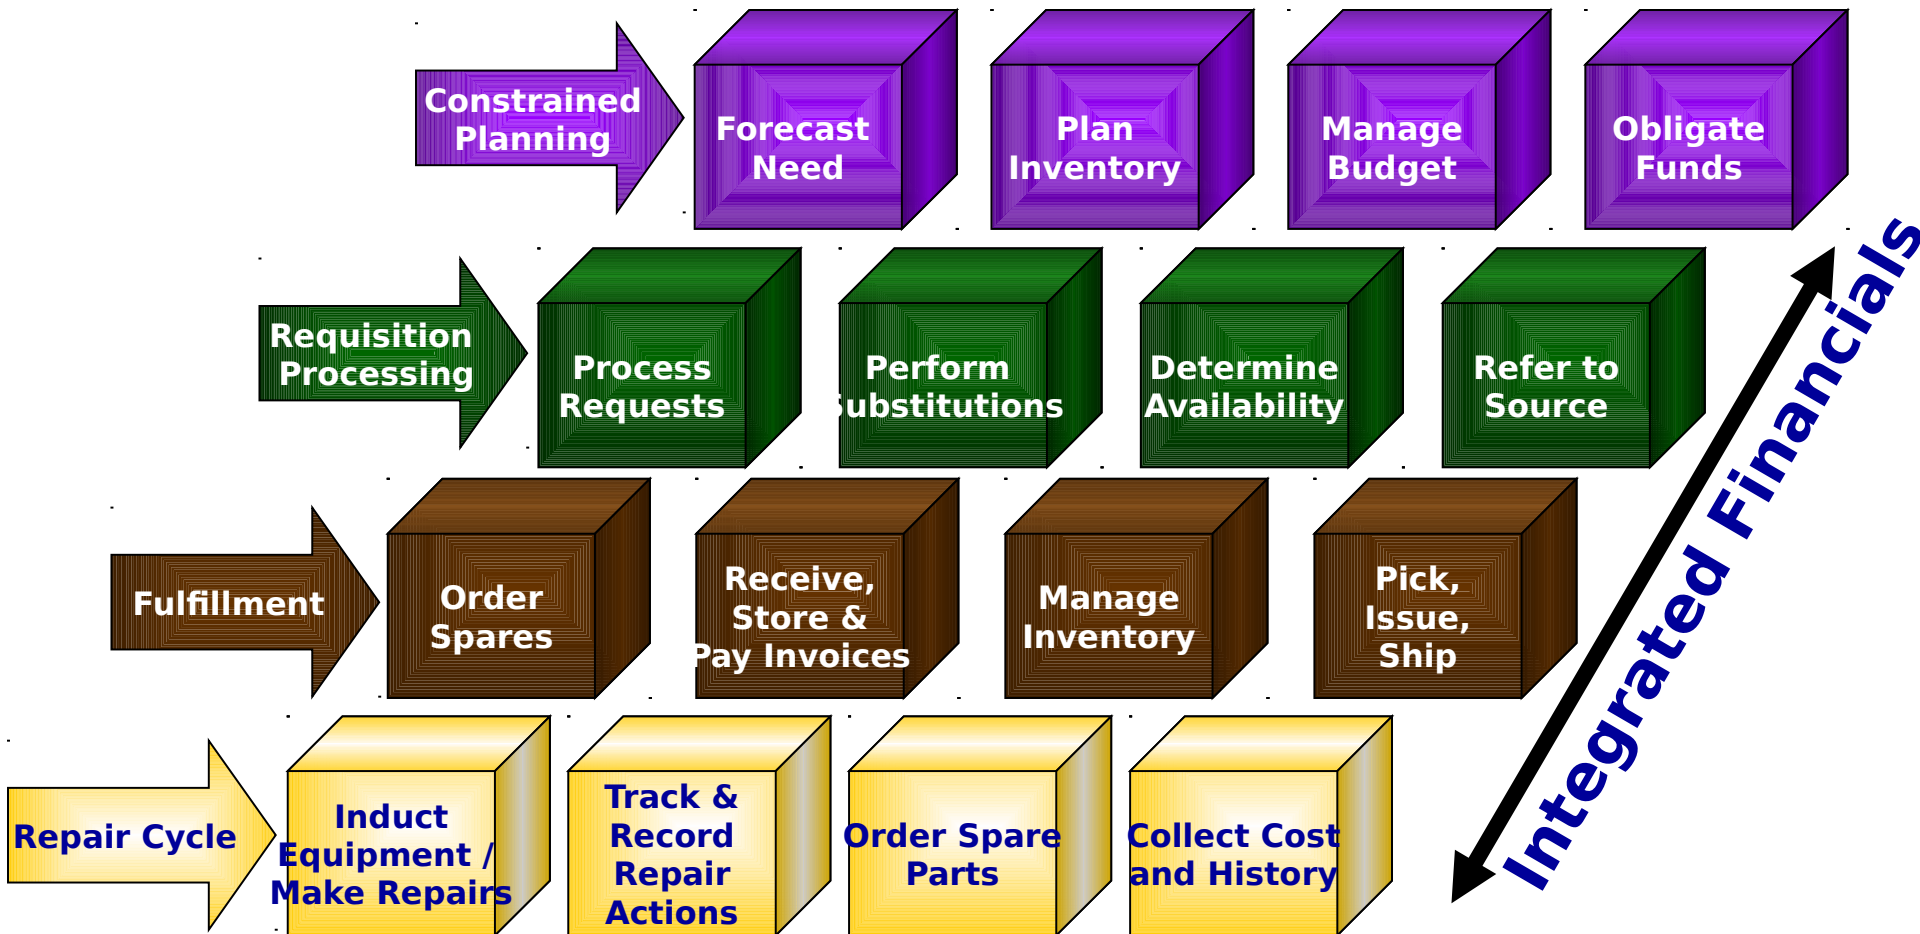 Constrained
Planning
Forecast
Need
Plan
Inventory
Manage
Budget
Obligate
Funds
Requisition
Processing
Process
Requests
Perform
Substitutions
Determine
Availability
Refer to
Source
Fulfillment
Order
Spares
Receive,
Store &
Pay Invoices
Manage
Inventory
Pick,
Issue,
Ship
Repair Cycle
Induct
Equipment /
Make Repairs
Track &
Record
Repair
Actions
Order Spare
Parts
Collect Cost
and History
Integrated Financials